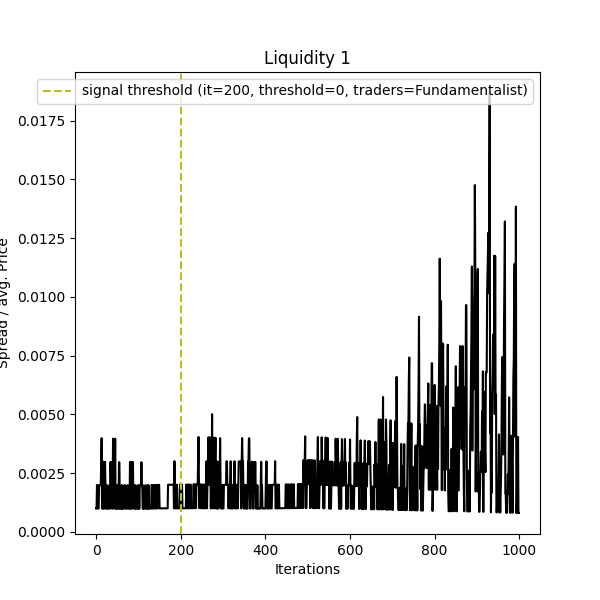 Liquidity 1
signal threshold (it=200, threshold=0, traders=Fundamentalist)
0.0175
0.0150
0.0125
0.0100
0.0075
0.0050
0.0025
0.0000
Spread / avg. Price
0 200 400 600 800 1000
Iterations